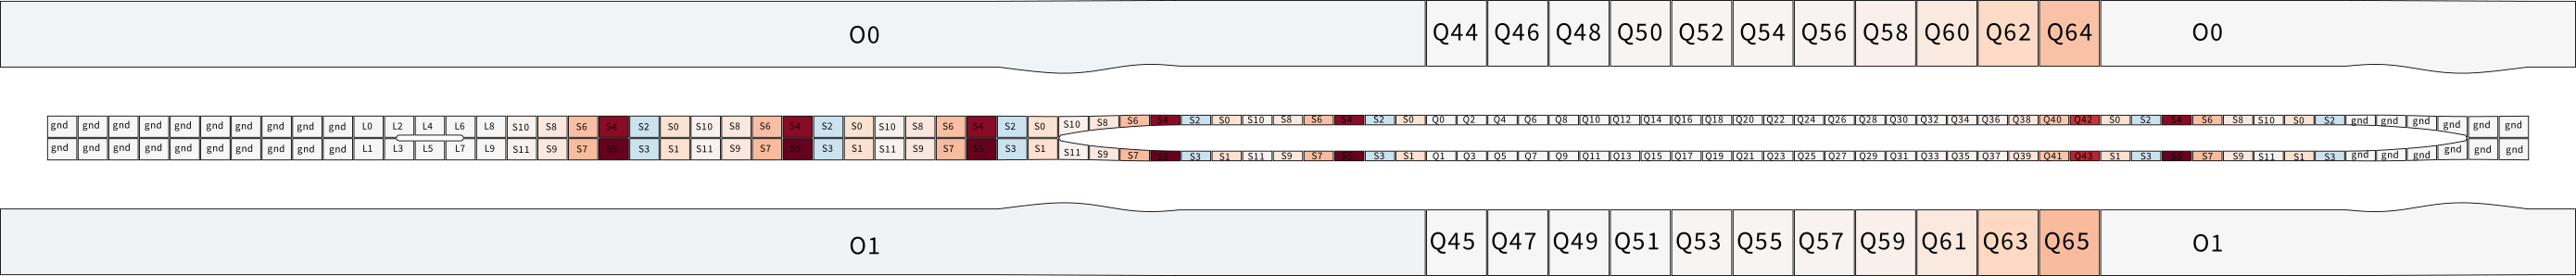 O0 Q44 Q46 Q48 Q50 Q52 Q54 Q56 Q58 Q60 Q62 Q64 O0
gnd gnd gnd gnd gnd gnd gnd gnd gnd gnd L0 L2 L4 L6 L8 S10 S8 S6 S4 S2 S0 S10 S8 S6 S4 S2 S0 S10 S8 S6 S4 S2 S0 S10 S8 S6 S4 S2 S0 S10 S8 S6 S4 S2 S0 Q0 Q2 Q4 Q6 Q8 Q10 Q12 Q14 Q16 Q18 Q20 Q22 Q24 Q26 Q28 Q30 Q32 Q34 Q36 Q38 Q40 Q42 S0 S2 S4 S6 S8 S10 S0 S2 gnd gnd gnd gnd gnd gnd
gnd gnd gnd gnd gnd gnd gnd gnd gnd gnd L1 L3 L5 L7 L9 S11 S9 S7 S5 S3 S1 S11 S9 S7 S5 S3 S1 S11 S9 S7 S5 S3 S1 S11 S9 S7 S5 S3 S1 S11 S9 S7 S5 S3 S1 Q1 Q3 Q5 Q7 Q9 Q11 Q13 Q15 Q17 Q19 Q21 Q23 Q25 Q27 Q29 Q31 Q33 Q35 Q37 Q39 Q41 Q43 S1 S3 S5 S7 S9 S11 S1 S3 gnd gnd gnd gnd gnd gnd
O1 Q45 Q47 Q49 Q51 Q53 Q55 Q57 Q59 Q61 Q63 Q65 O1